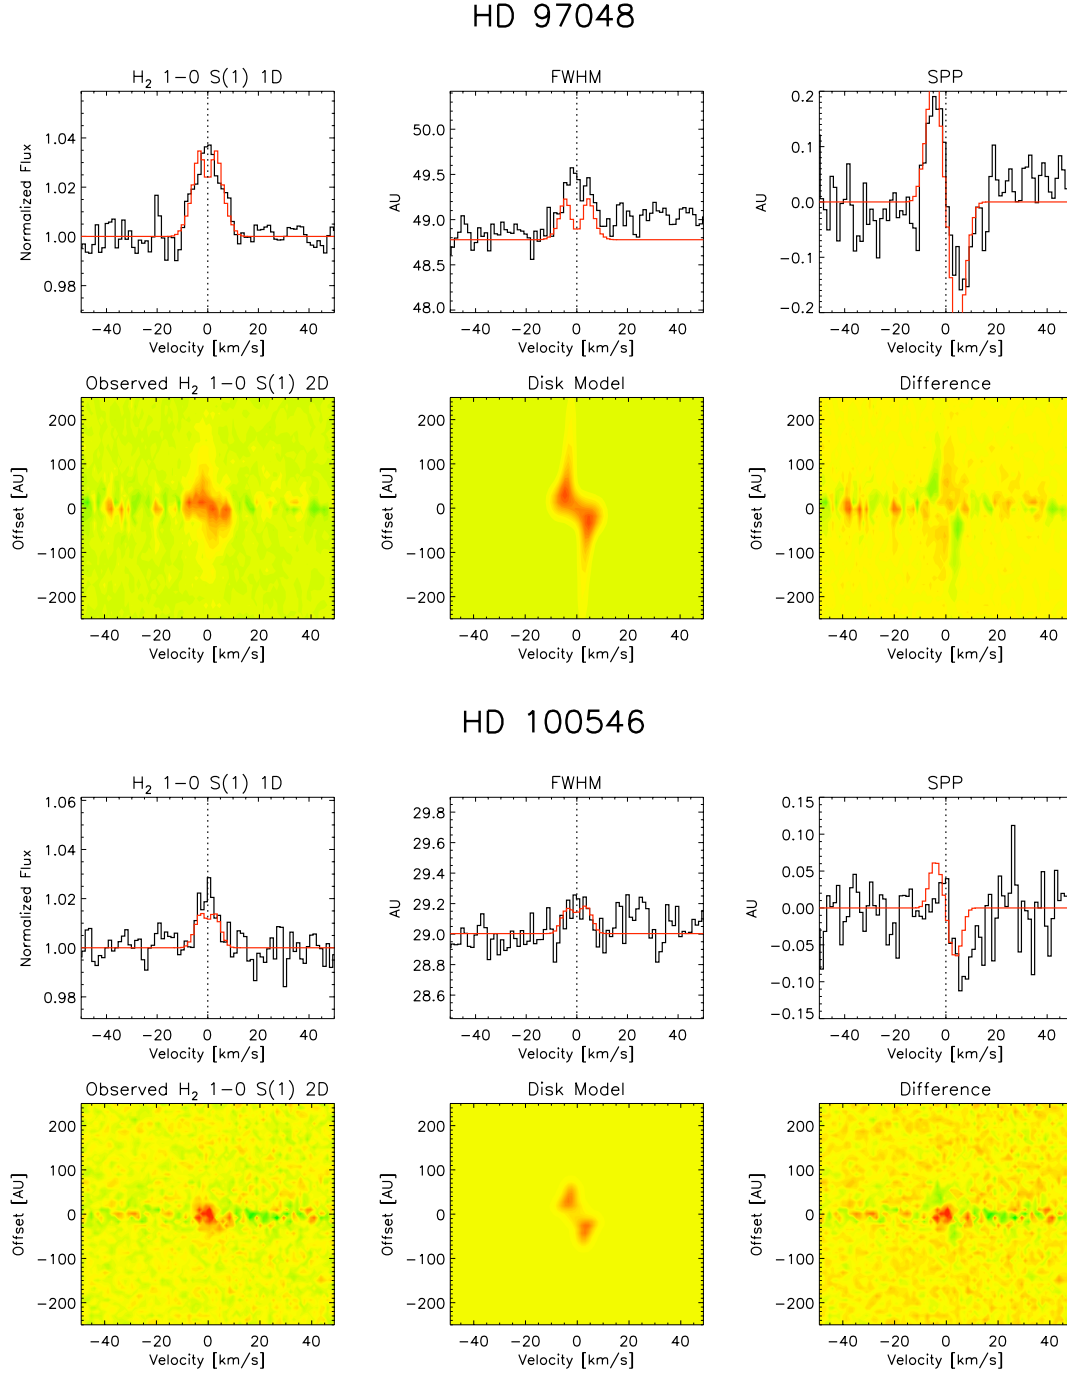 HD 97048
H₂ 1−0 S(1) 1D
FWHM
SPP
Normalized Flux
1.04
1.02
1.00
0.98
−40 −20 0 20 40
Velocity [km/s]
AU
50.0
49.5
49.0
48.5
48.0
−40 −20 0 20 40
Velocity [km/s]
AU
0.2
0.1
0.0
−0.1
−0.2
−40 −20 0 20 40
Velocity [km/s]
Observed H₂ 1−0 S(1) 2D
Disk Model
Difference
Offset [AU]
200
100
0
−100
−200
−40 −20 0 20 40
Velocity [km/s]
Offset [AU]
200
100
0
−100
−200
−40 −20 0 20 40
Velocity [km/s]
Offset [AU]
200
100
0
−100
−200
−40 −20 0 20 40
Velocity [km/s]
HD 100546
H₂ 1−0 S(1) 1D
FWHM
SPP
Normalized Flux
1.06
1.04
1.02
1.00
0.98
−40 −20 0 20 40
Velocity [km/s]
AU
29.8
29.6
29.4
29.2
29.0
28.8
28.6
−40 −20 0 20 40
Velocity [km/s]
AU
0.15
0.10
0.05
0.00
−0.05
−0.10
−0.15
−40 −20 0 20 40
Velocity [km/s]
Observed H₂ 1−0 S(1) 2D
Disk Model
Difference
Offset [AU]
200
100
0
−100
−200
−40 −20 0 20 40
Velocity [km/s]
Offset [AU]
200
100
0
−100
−200
−40 −20 0 20 40
Velocity [km/s]
Offset [AU]
200
100
0
−100
−200
−40 −20 0 20 40
Velocity [km/s]